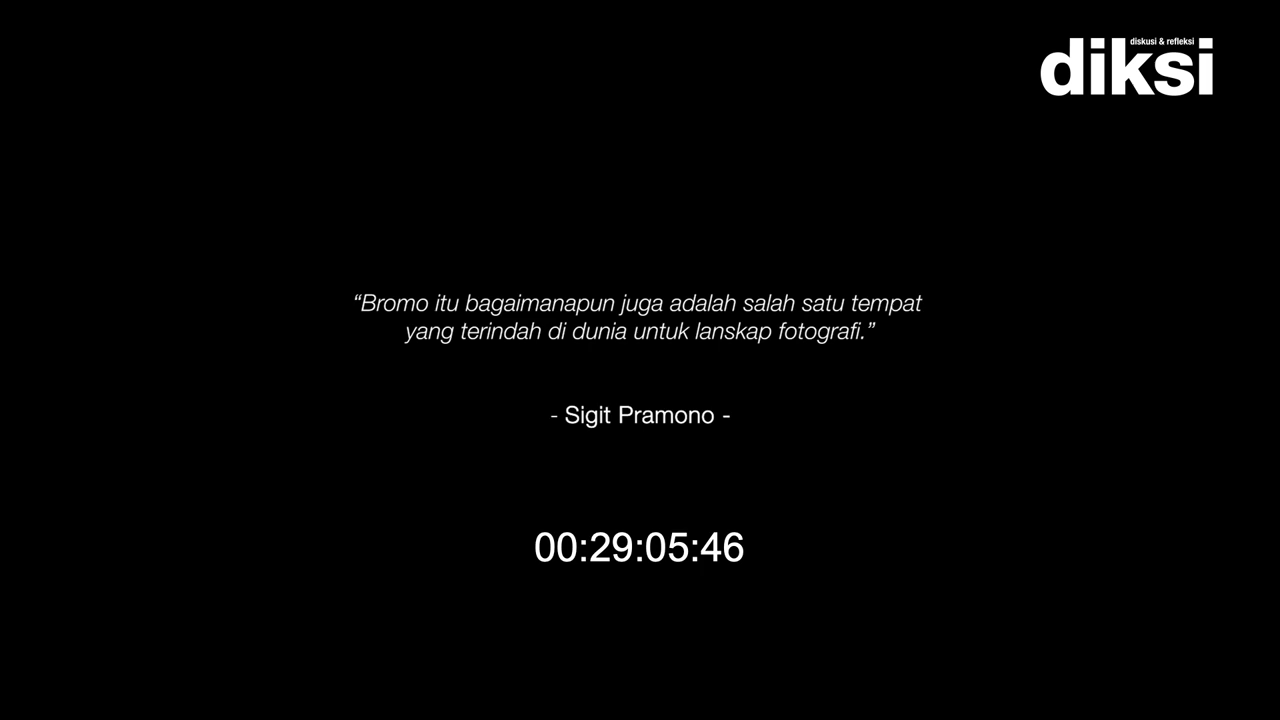 diskusi & refleksi
diksi
“Bromo itu bagaimanapun juga adalah salah satu tempat
yang terindah di dunia untuk lanskap fotografi.”
- Sigit Pramono -
00:29:05:46